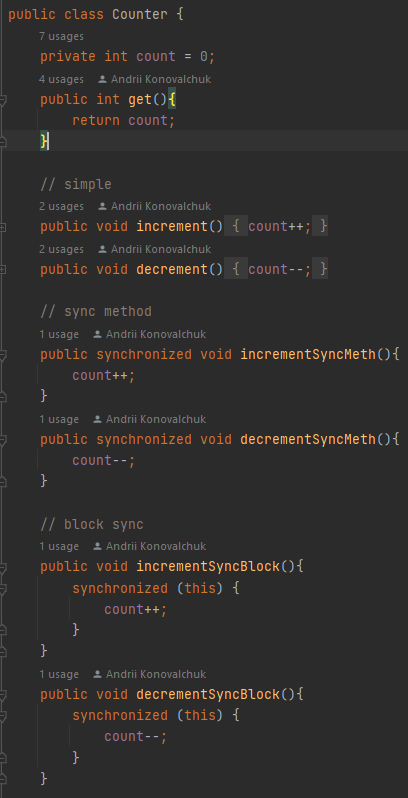 public class Counter {
7 usages
private int count = 0;
4 usages Andrii Konovalchuk
public int get(){
return count;
}
// simple
2 usages Andrii Konovalchuk
public void increment() { count++; }
2 usages Andrii Konovalchuk
public void decrement() { count--; }
// sync method
1 usage Andrii Konovalchuk
public synchronized void incrementSyncMeth(){
count++;
}
1 usage Andrii Konovalchuk
public synchronized void decrementSyncMeth(){
count--;
}
// block sync
1 usage Andrii Konovalchuk
public void incrementSyncBlock(){
synchronized (this) {
count++;
}
}
1 usage Andrii Konovalchuk
public void decrementSyncBlock(){
synchronized (this) {
count--;
}
}